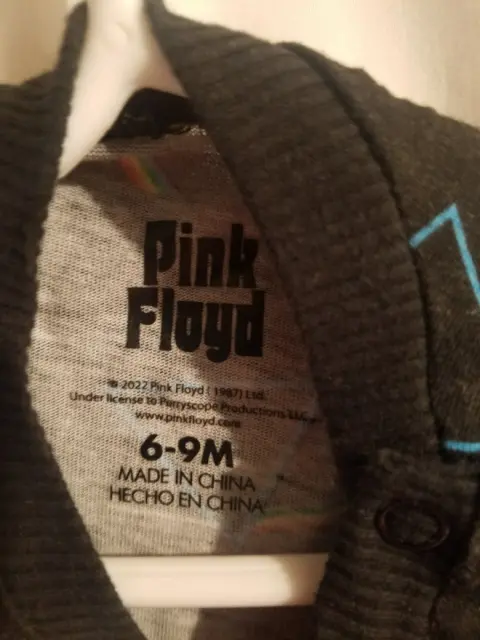 Pink
Floyd
© 2022 Pink Floyd (1987) Ltd.
Under license to Perryscope Productions LLC
www.pinkfloyd.com
6-9M
MADE IN CHINA
HECHO EN CHINA